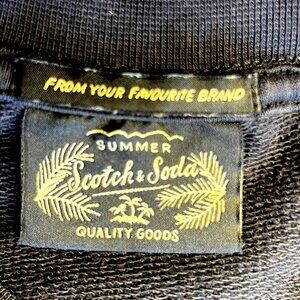 FROM YOUR FAVOURITE BRAND
SUMMER
Scotch & Soda
QUALITY GOODS